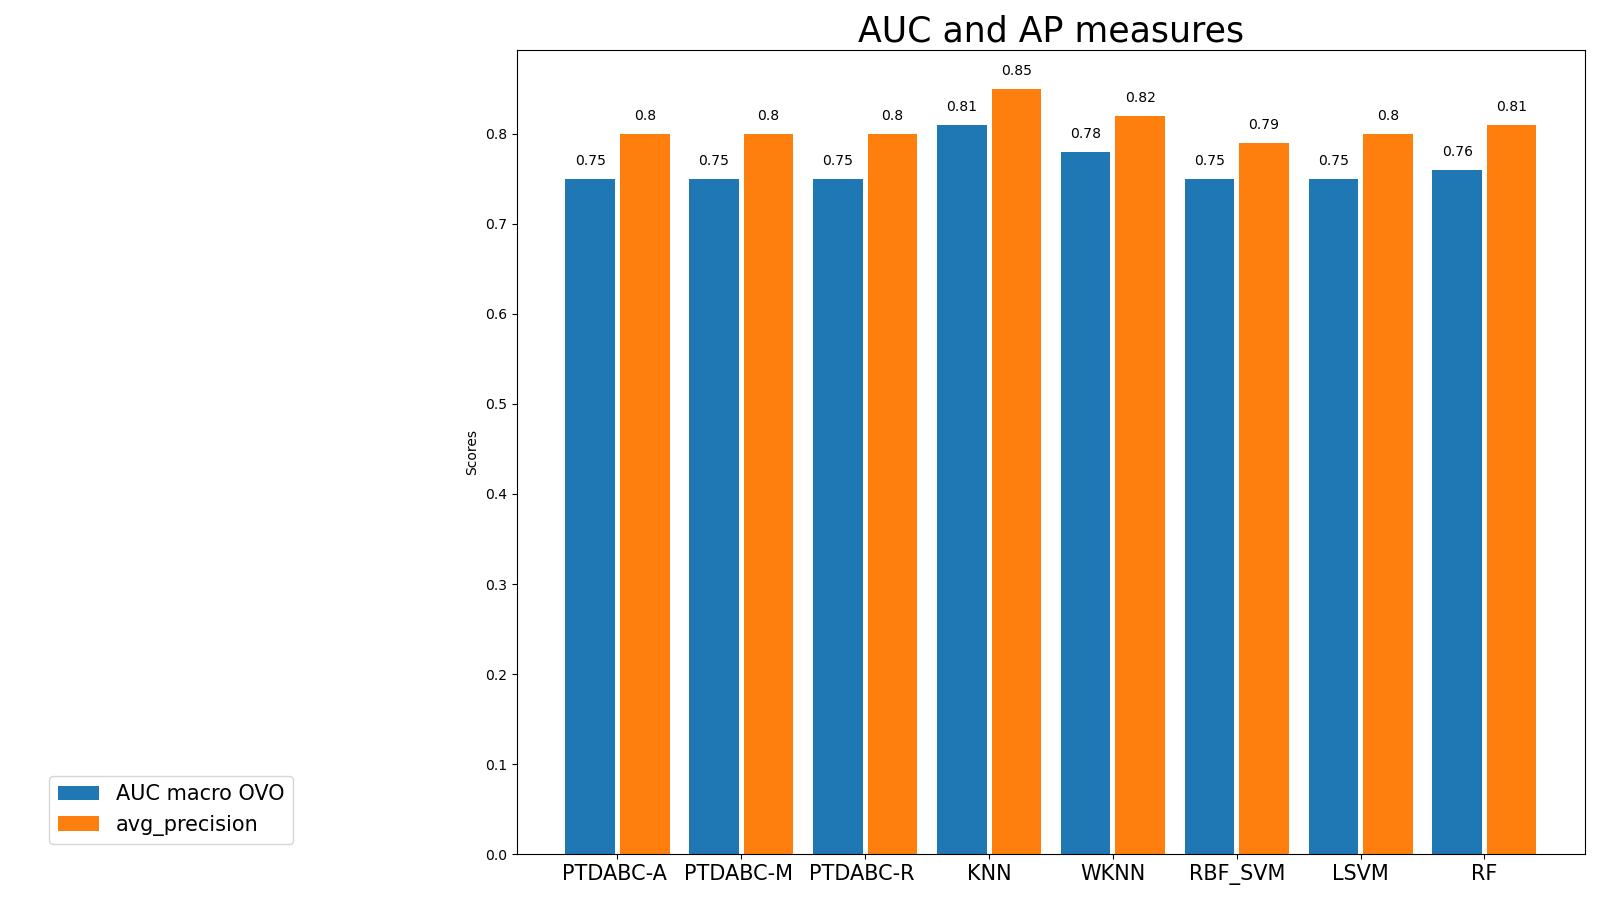 AUC and AP measures
0.75 0.8 0.75 0.8 0.75 0.8 0.81 0.85 0.78 0.82 0.75 0.79 0.75 0.8 0.76 0.81
0.8
0.7
0.6
0.5
0.4
0.3
0.2
0.1
0.0
Scores
PTDABC-A PTDABC-M PTDABC-R KNN WKNN RBF_SVM LSVM RF
AUC macro OVO
avg_precision